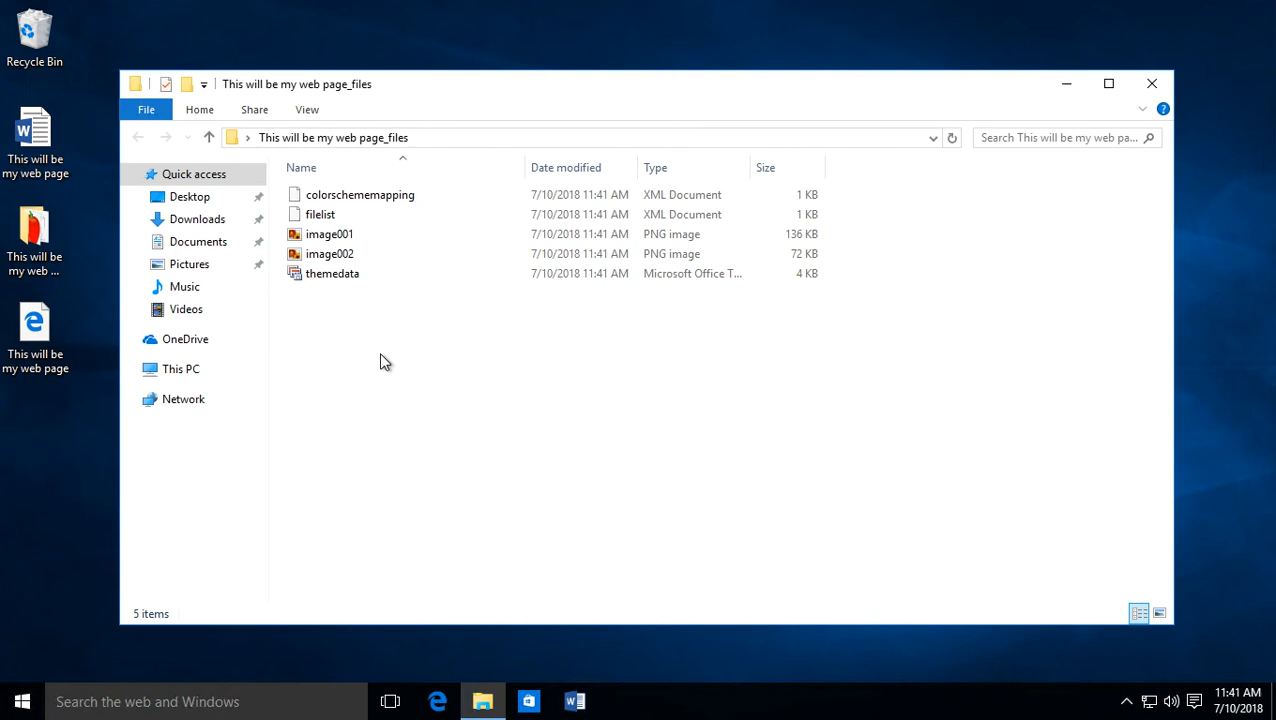 Recycle Bin
This will be
my web page
This will be
my web ...
This will be
my web page
This will be my web page_files
File Home Share View
This will be my web page_files
Search This will be my web pa...
Quick access
Desktop
Downloads
Documents
Pictures
Music
Videos
OneDrive
This PC
Network
Name Date modified Type Size
colorschememapping 7/10/2018 11:41 AM XML Document 1 KB
filelist 7/10/2018 11:41 AM XML Document 1 KB
image001 7/10/2018 11:41 AM PNG image 136 KB
image002 7/10/2018 11:41 AM PNG image 72 KB
themedata 7/10/2018 11:41 AM Microsoft Office T... 4 KB
5 items
Search the web and Windows
11:41 AM
7/10/2018